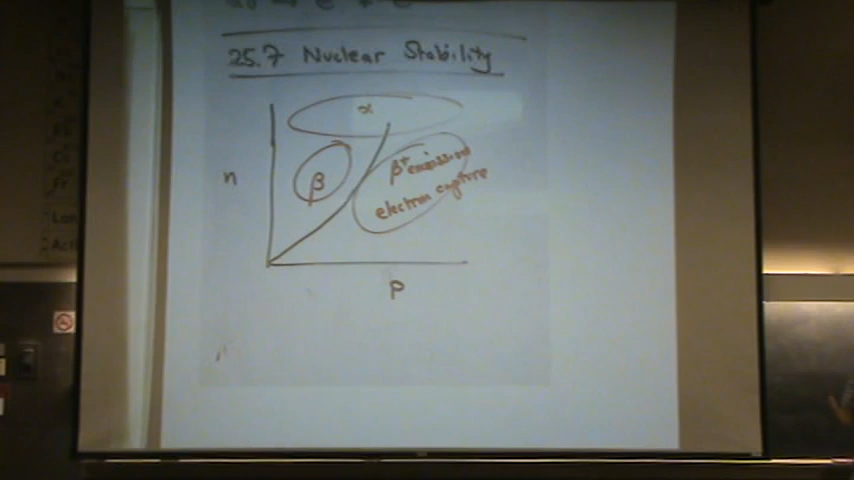 25.7 Nuclear Stability
α
β
β⁺ emission
electron capture
n
p